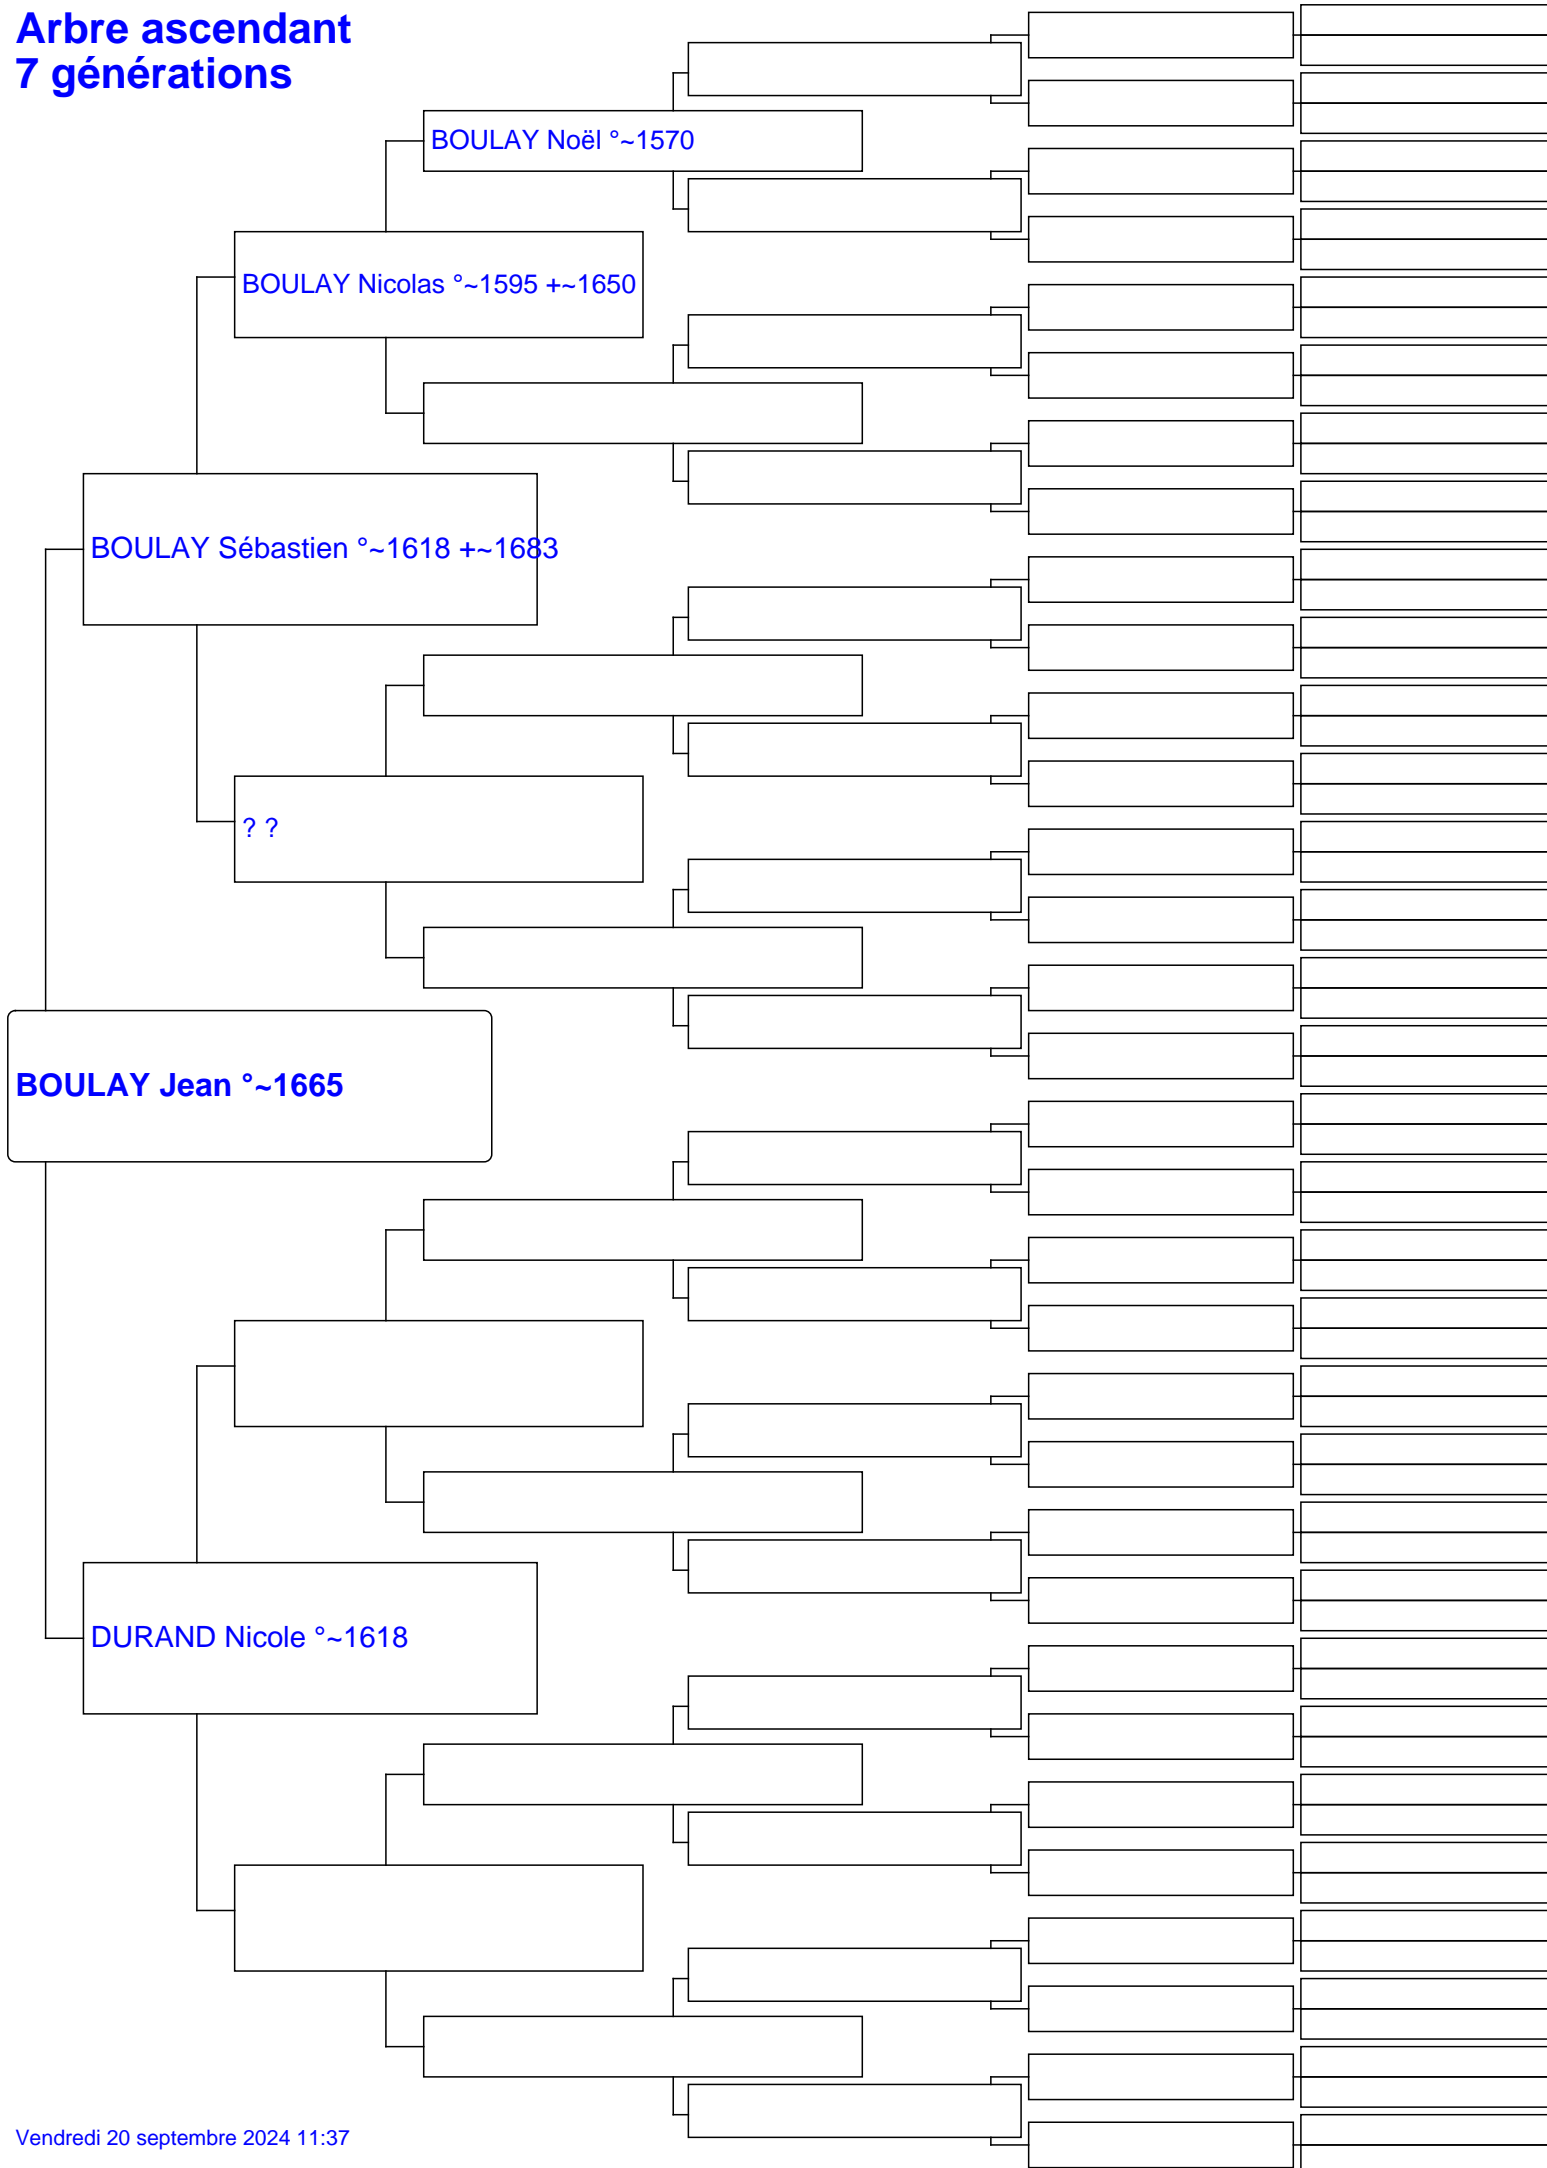 Arbre ascendant
7 générations
BOULAY Noël °~1570
BOULAY Nicolas °~1595 +~1650
BOULAY Sébastien °~1618 +~1683
? ?
BOULAY Jean °~1665
DURAND Nicole °~1618
Vendredi 20 septembre 2024 11:37